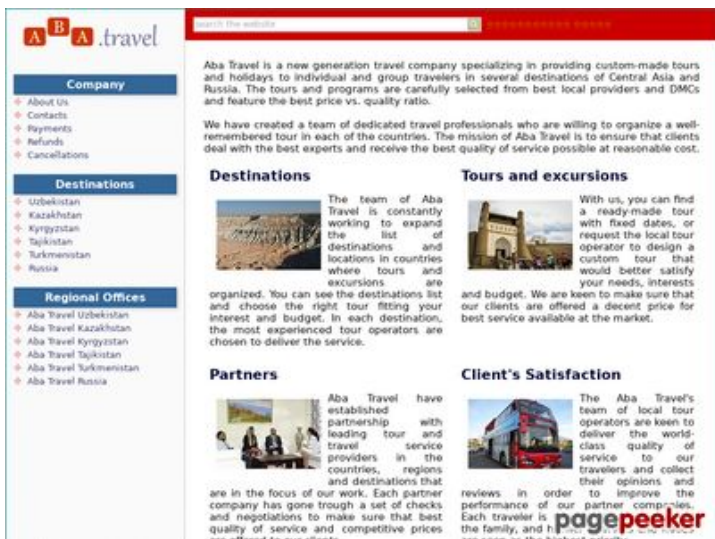 A B A .travel
search the website
Company
About Us
Contacts
Payments
Refunds
Cancellations
Destinations
Uzbekistan
Kazakhstan
Kyrgyzstan
Tajikistan
Turkmenistan
Russia
Regional Offices
Aba Travel Uzbekistan
Aba Travel Kazakhstan
Aba Travel Kyrgyzstan
Aba Travel Tajikistan
Aba Travel Turkmenistan
Aba Travel Russia
Aba Travel is a new generation travel company specializing in providing custom-made tours
and holidays to individual and group travelers in several destinations of Central Asia and
Russia. The tours and programs are carefully selected from best local providers and DMCs
and feature the best price vs. quality ratio.
We have created a team of dedicated travel professionals who are willing to organize a well-
remembered tour in each of the countries. The mission of Aba Travel is to ensure that clients
deal with the best experts and receive the best quality of service possible at reasonable cost.
Destinations
The team of Aba
Travel is constantly
working to expand
the list of
destinations and
locations in countries
where tours and
excursions are
organized. You can see the destinations list
and choose the right tour fitting your
interest and budget. In each destination,
the most experienced tour operators are
chosen to deliver the service.
Tours and excursions
With us, you can find
a ready-made tour
with fixed dates, or
request the local tour
operator to design a
custom tour that
would better satisfy
your needs, interests
and budget. We are keen to make sure that
our clients are offered a decent price for
best service available at the market.
Partners
Aba Travel have
established
partnership with
leading tour and
travel service
providers in the
countries, regions
and destinations that
are in the focus of our work. Each partner
company has gone trough a set of checks
and negotiations to make sure that best
quality of service and competitive prices
Client's Satisfaction
The Aba Travel's
team of local tour
operators are keen to
deliver the world-
class quality of
service to our
travelers and collect
their opinions and
reviews in order to improve the
performance of our partner companies.
Each traveler is
the family, and
pagepeeker